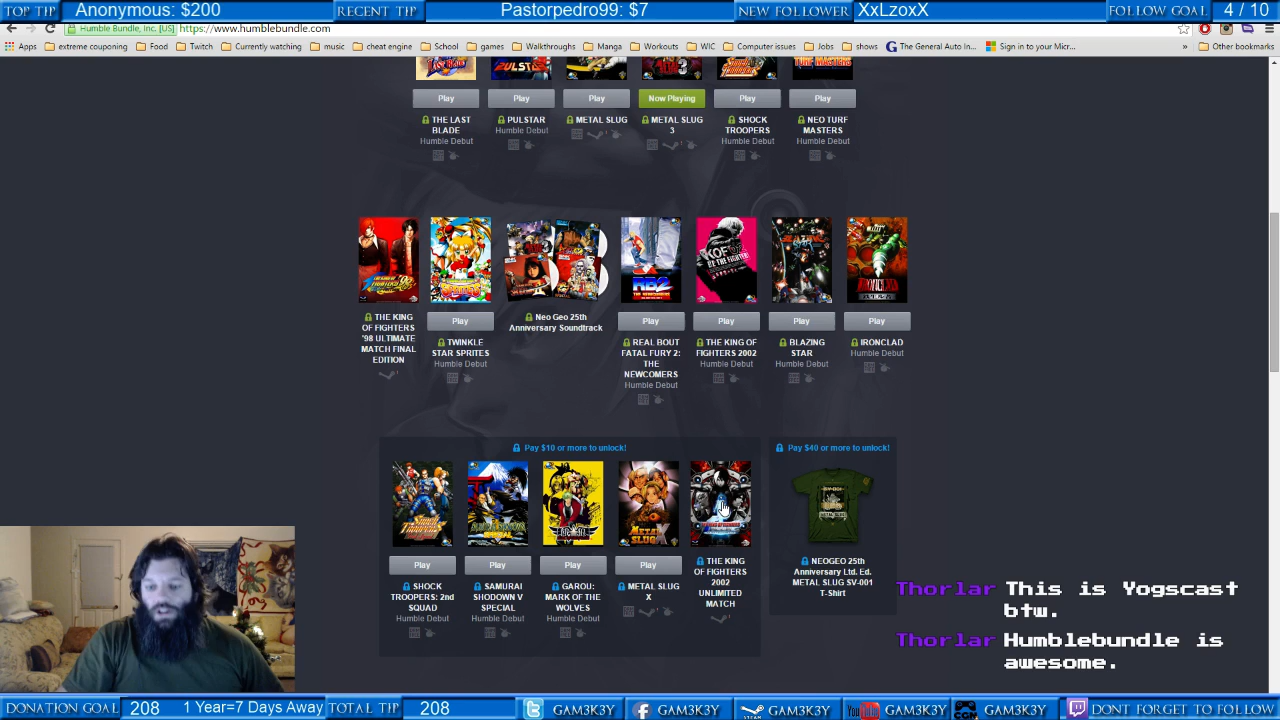 TOP TIP Anonymous: $200 RECENT TIP Pastorpedro99: $7 NEW FOLLOWER XxLzoxX FOLLOW GOAL 4 / 10
Humble Bundle, Inc. [US] https://www.humblebundle.com
Apps extreme couponing Food Twitch Currently watching music cheat engine School games Walkthroughs Manga Workouts WIC Computer issues Jobs shows The General Auto In... Sign in to your Micr... » Other bookmarks
Play Play Play Now Playing Play Play
THE LAST BLADE
Humble Debut
PULSTAR
Humble Debut
METAL SLUG
METAL SLUG 3
SHOCK TROOPERS
Humble Debut
NEO TURF MASTERS
Humble Debut
THE KING OF FIGHTERS '98 ULTIMATE MATCH FINAL EDITION
Play
TWINKLE STAR SPRITES
Humble Debut
Neo Geo 25th Anniversary Soundtrack
Play
REAL BOUT FATAL FURY 2: THE NEWCOMERS
Humble Debut
Play
THE KING OF FIGHTERS 2002
Humble Debut
Play
BLAZING STAR
Humble Debut
Play
IRONCLAD
Humble Debut
Pay $10 or more to unlock!
Play
SHOCK TROOPERS: 2nd SQUAD
Humble Debut
Play
SAMURAI SHODOWN V SPECIAL
Humble Debut
Play
GAROU: MARK OF THE WOLVES
Humble Debut
Play
METAL SLUG X
THE KING OF FIGHTERS 2002 UNLIMITED MATCH
Pay $40 or more to unlock!
NEOGEO 25th Anniversary Ltd. Ed. METAL SLUG SV-001 T-Shirt
Thorlar This is Yogscast
btw.
Thorlar Humblebundle is
awesome.
DONATION GOAL 208 1 Year=7 Days Away TOTAL TIP 208 GAM3K3Y GAM3K3Y GAM3K3Y GAM3K3Y GAM3K3Y DONT FORGET TO FOLLOW